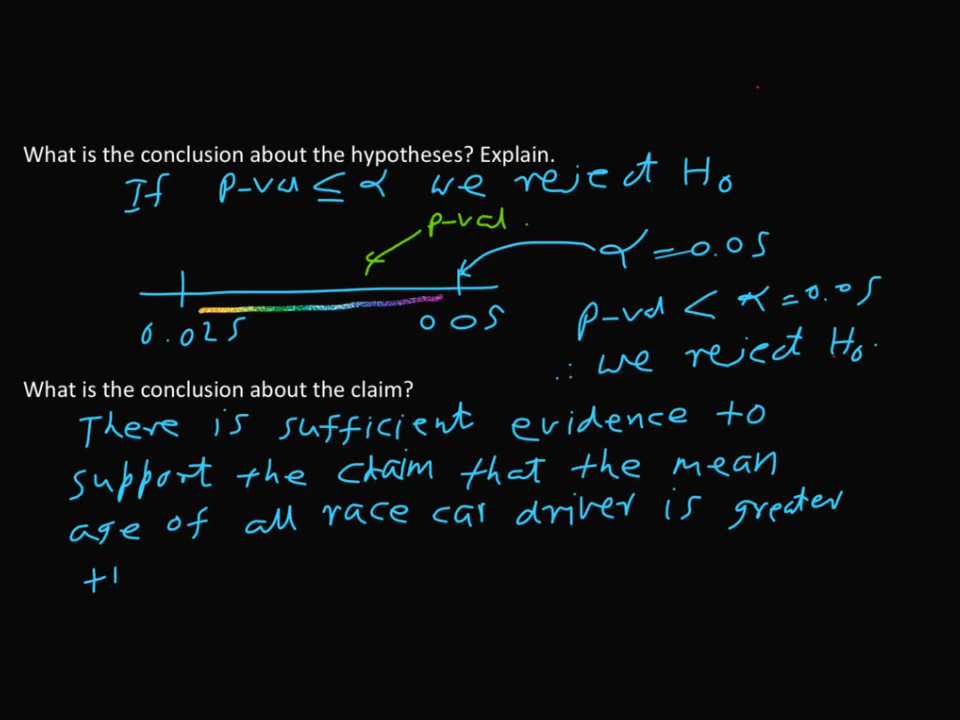 What is the conclusion about the hypotheses? Explain.
If p-val ≤ α we reject H₀
p-val.
α = 0.05
0.025 0.05
p-val < α = 0.05
∴ we reject H₀.
What is the conclusion about the claim?
There is sufficient evidence to
support the claim that the mean
age of all race car driver is greater